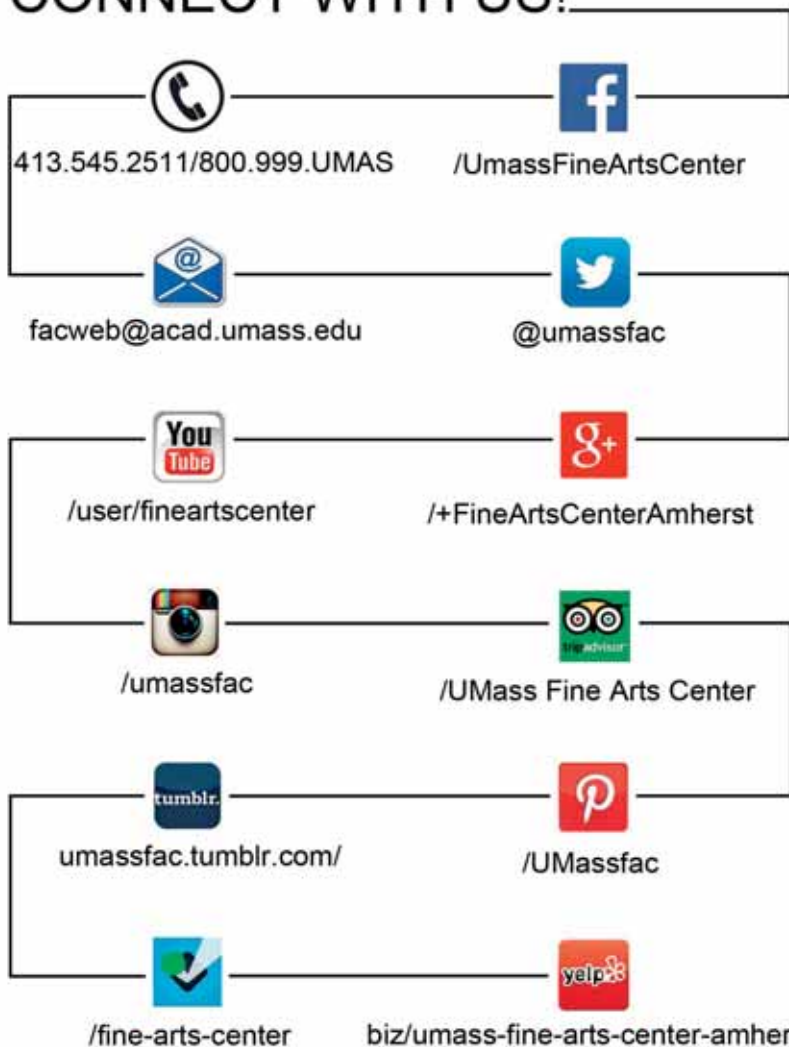 CONNECT WITH US!
413.545.2511/800.999.UMAS
/UmassFineArtsCenter
@
facweb@acad.umass.edu
@umassfac
You
Tube
g+
/user/fineartscenter
/+FineArtsCenterAmherst
tripadvisor
/umassfac
/UMass Fine Arts Center
tumblr.
umassfac.tumblr.com/
/UMassfac
yelp
/fine-arts-center
biz/umass-fine-arts-center-amher